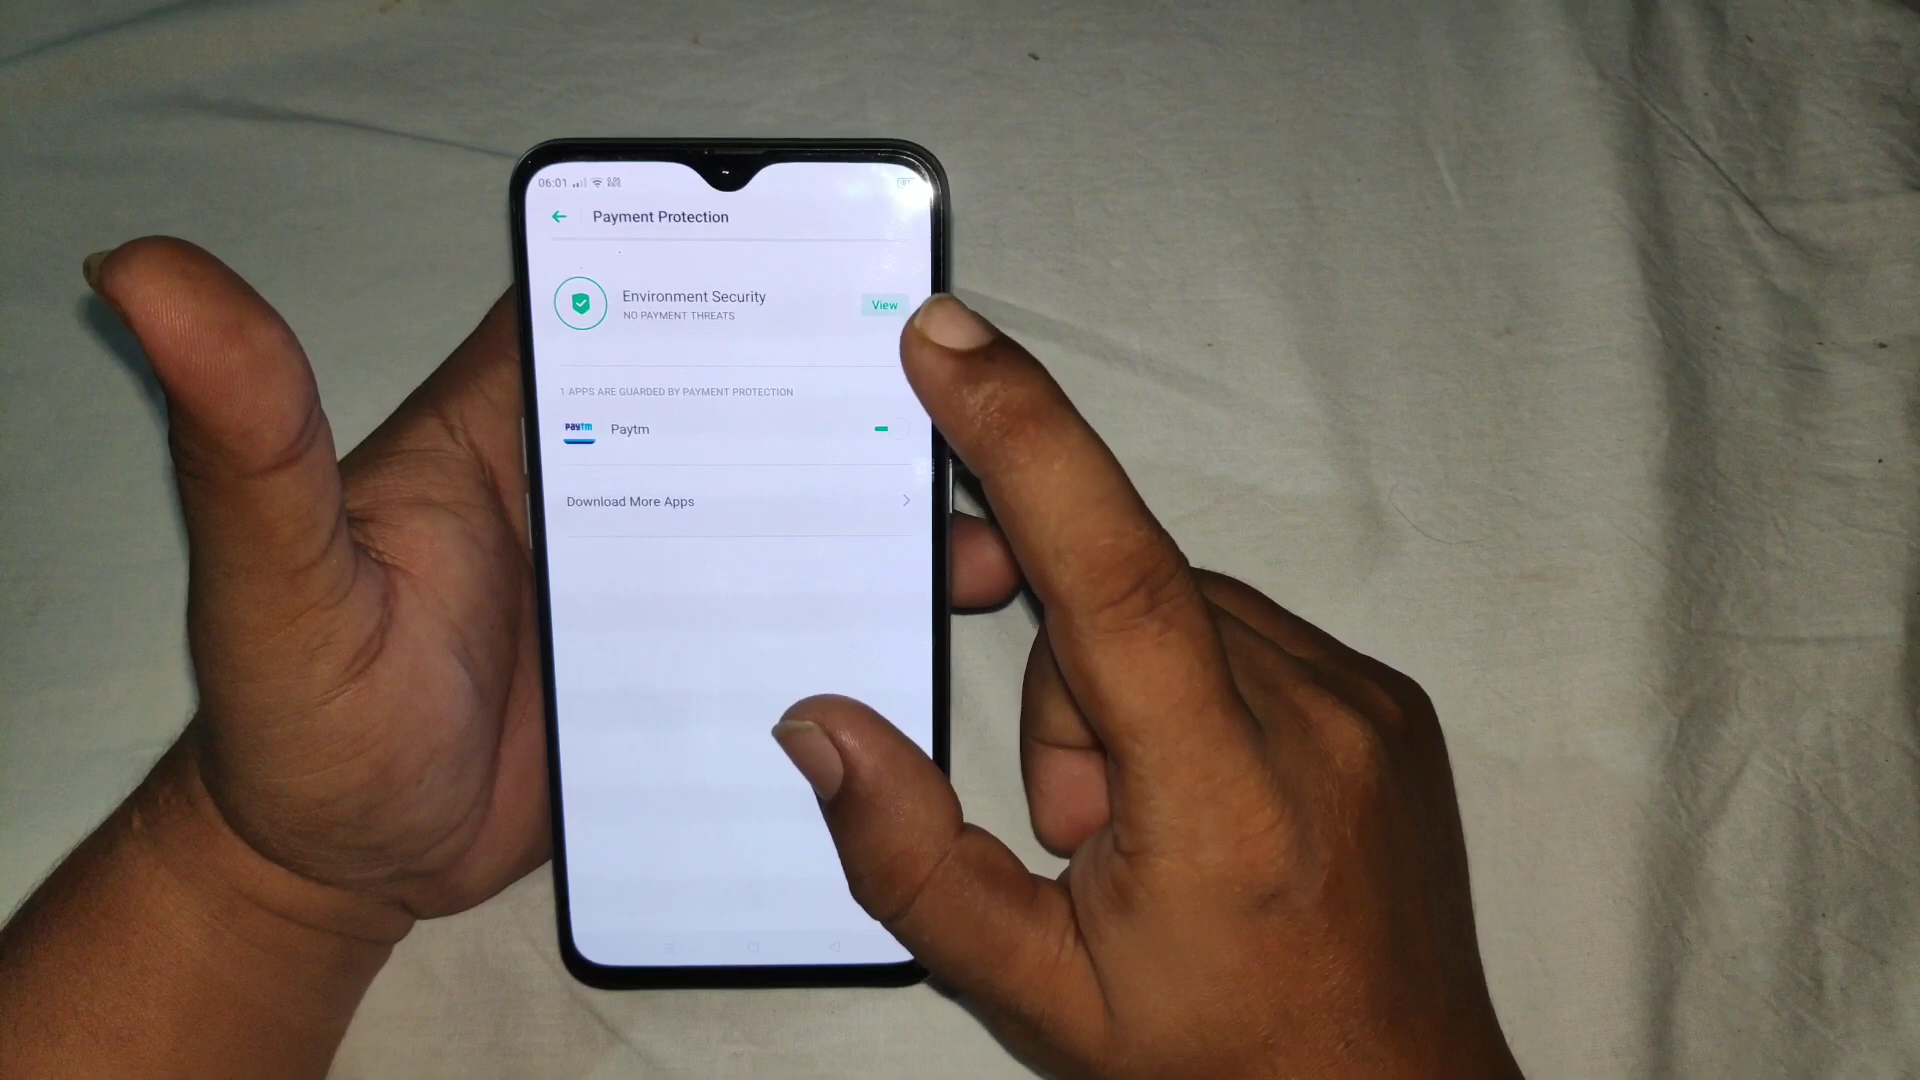 06:01
Payment Protection
Environment Security
NO PAYMENT THREATS
View
1 APPS ARE GUARDED BY PAYMENT PROTECTION
paytm
Paytm
Download More Apps